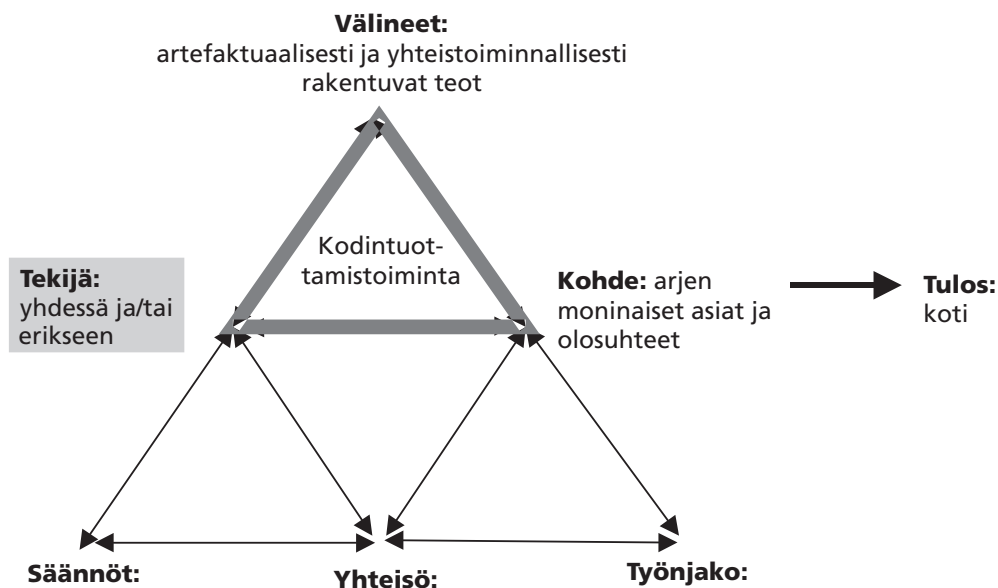 Välineet:
artefaktuaalisesti ja yhteistoiminnallisesti
rakentuvat teot
Kodintuot-
tamistoiminta
Tekijä:
yhdessä ja/tai
erikseen
Kohde: arjen
moninaiset asiat ja
olosuhteet
Tulos:
koti
Säännöt:
Yhteisö:
Työnjako: